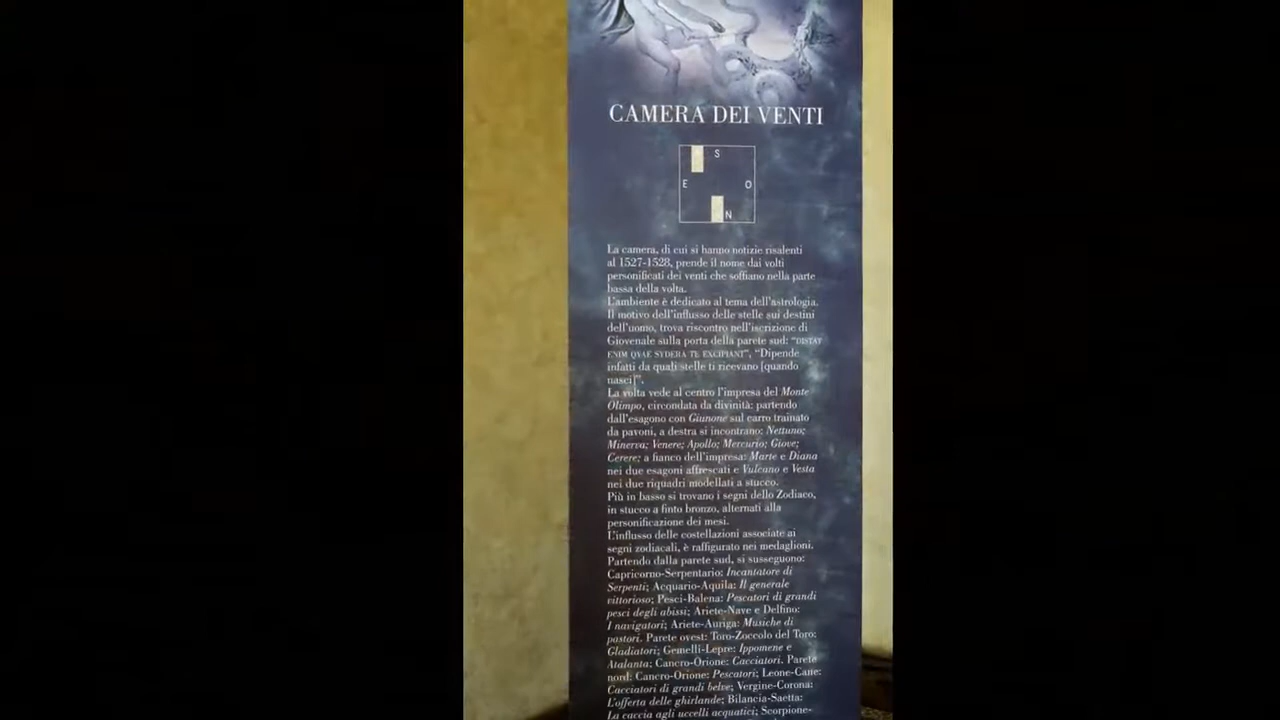 CAMERA DEI VENTI
S
E O
N
La camera, di cui si hanno notizie risalenti
al 1527-1528, prende il nome dai volti
personificati dei venti che soffiano nella parte
bassa della volta.
L'ambiente è dedicato al tema dell'astrologia.
Il motivo dell'influsso delle stelle sui destini
dell'uomo, trova riscontro nell'iscrizione di
Giovenale sulla porta della parete sud: "DISTAT
ENIM QVAE SYDERA TE EXCIPIANT", "Dipende
infatti da quali stelle ti ricevano [quando
nasci]".
La volta vede al centro l'impresa del Monte
Olimpo, circondata da divinità: partendo
dall'esagono con Giunone sul carro trainato
da pavoni, a destra si incontrano: Nettuno;
Minerva; Venere; Apollo; Mercurio; Giove;
Cerere; a fianco dell'impresa: Marte e Diana
nei due esagoni affrescati e Vulcano e Vesta
nei due riquadri modellati a stucco.
Più in basso si trovano i segni dello Zodiaco,
in stucco a finto bronzo, alternati alla
personificazione dei mesi.
L'influsso delle costellazioni associate ai
segni zodiacali, è raffigurato nei medaglioni.
Partendo dalla parete sud, si susseguono:
Capricorno-Serpentario: Incantatore di
Serpenti; Acquario-Aquila: Il generale
vittorioso; Pesci-Balena: Pescatori di grandi
pesci degli abissi; Ariete-Nave e Delfino:
I navigatori; Ariete-Auriga: Musiche di
pastori. Parete ovest: Toro-Zoccolo del Toro:
Gladiatori; Gemelli-Lepre: Ippomene e
Atalanta; Cancro-Orione: Cacciatori. Parete
nord: Cancro-Orione: Pescatori; Leone-Cane:
Cacciatori di grandi belve; Vergine-Corona:
L'offerta delle ghirlande; Bilancia-Saetta:
La caccia agli uccelli acquatici; Scorpione-